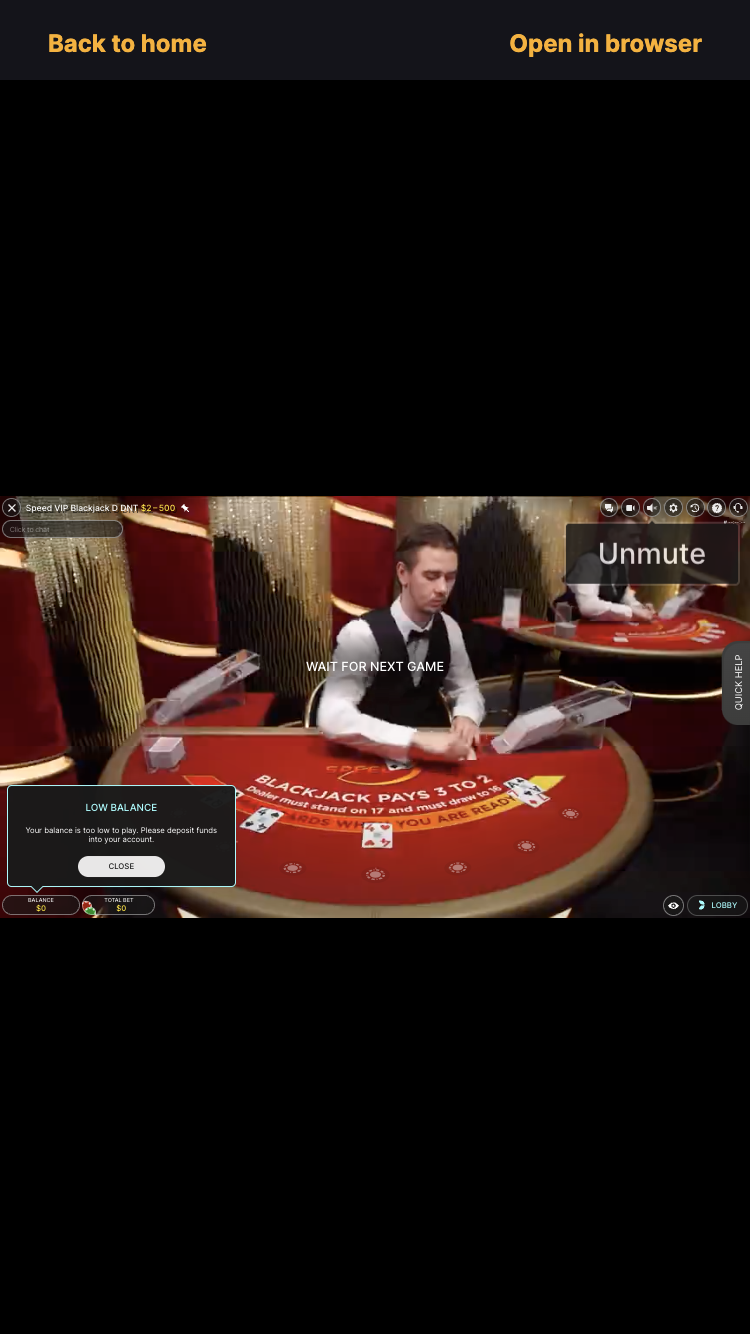 Back to home
Open in browser
Speed VIP Blackjack D DNT $2–500
Click to chat
Unmute
WAIT FOR NEXT GAME
QUICK HELP
BLACKJACK PAYS 3 TO 2
Dealer must stand on 17 and must draw to 16
YOU ARE READY
LOW BALANCE
Your balance is too low to play. Please deposit funds
into your account.
CLOSE
BALANCE
$0
TOTAL BET
$0
LOBBY